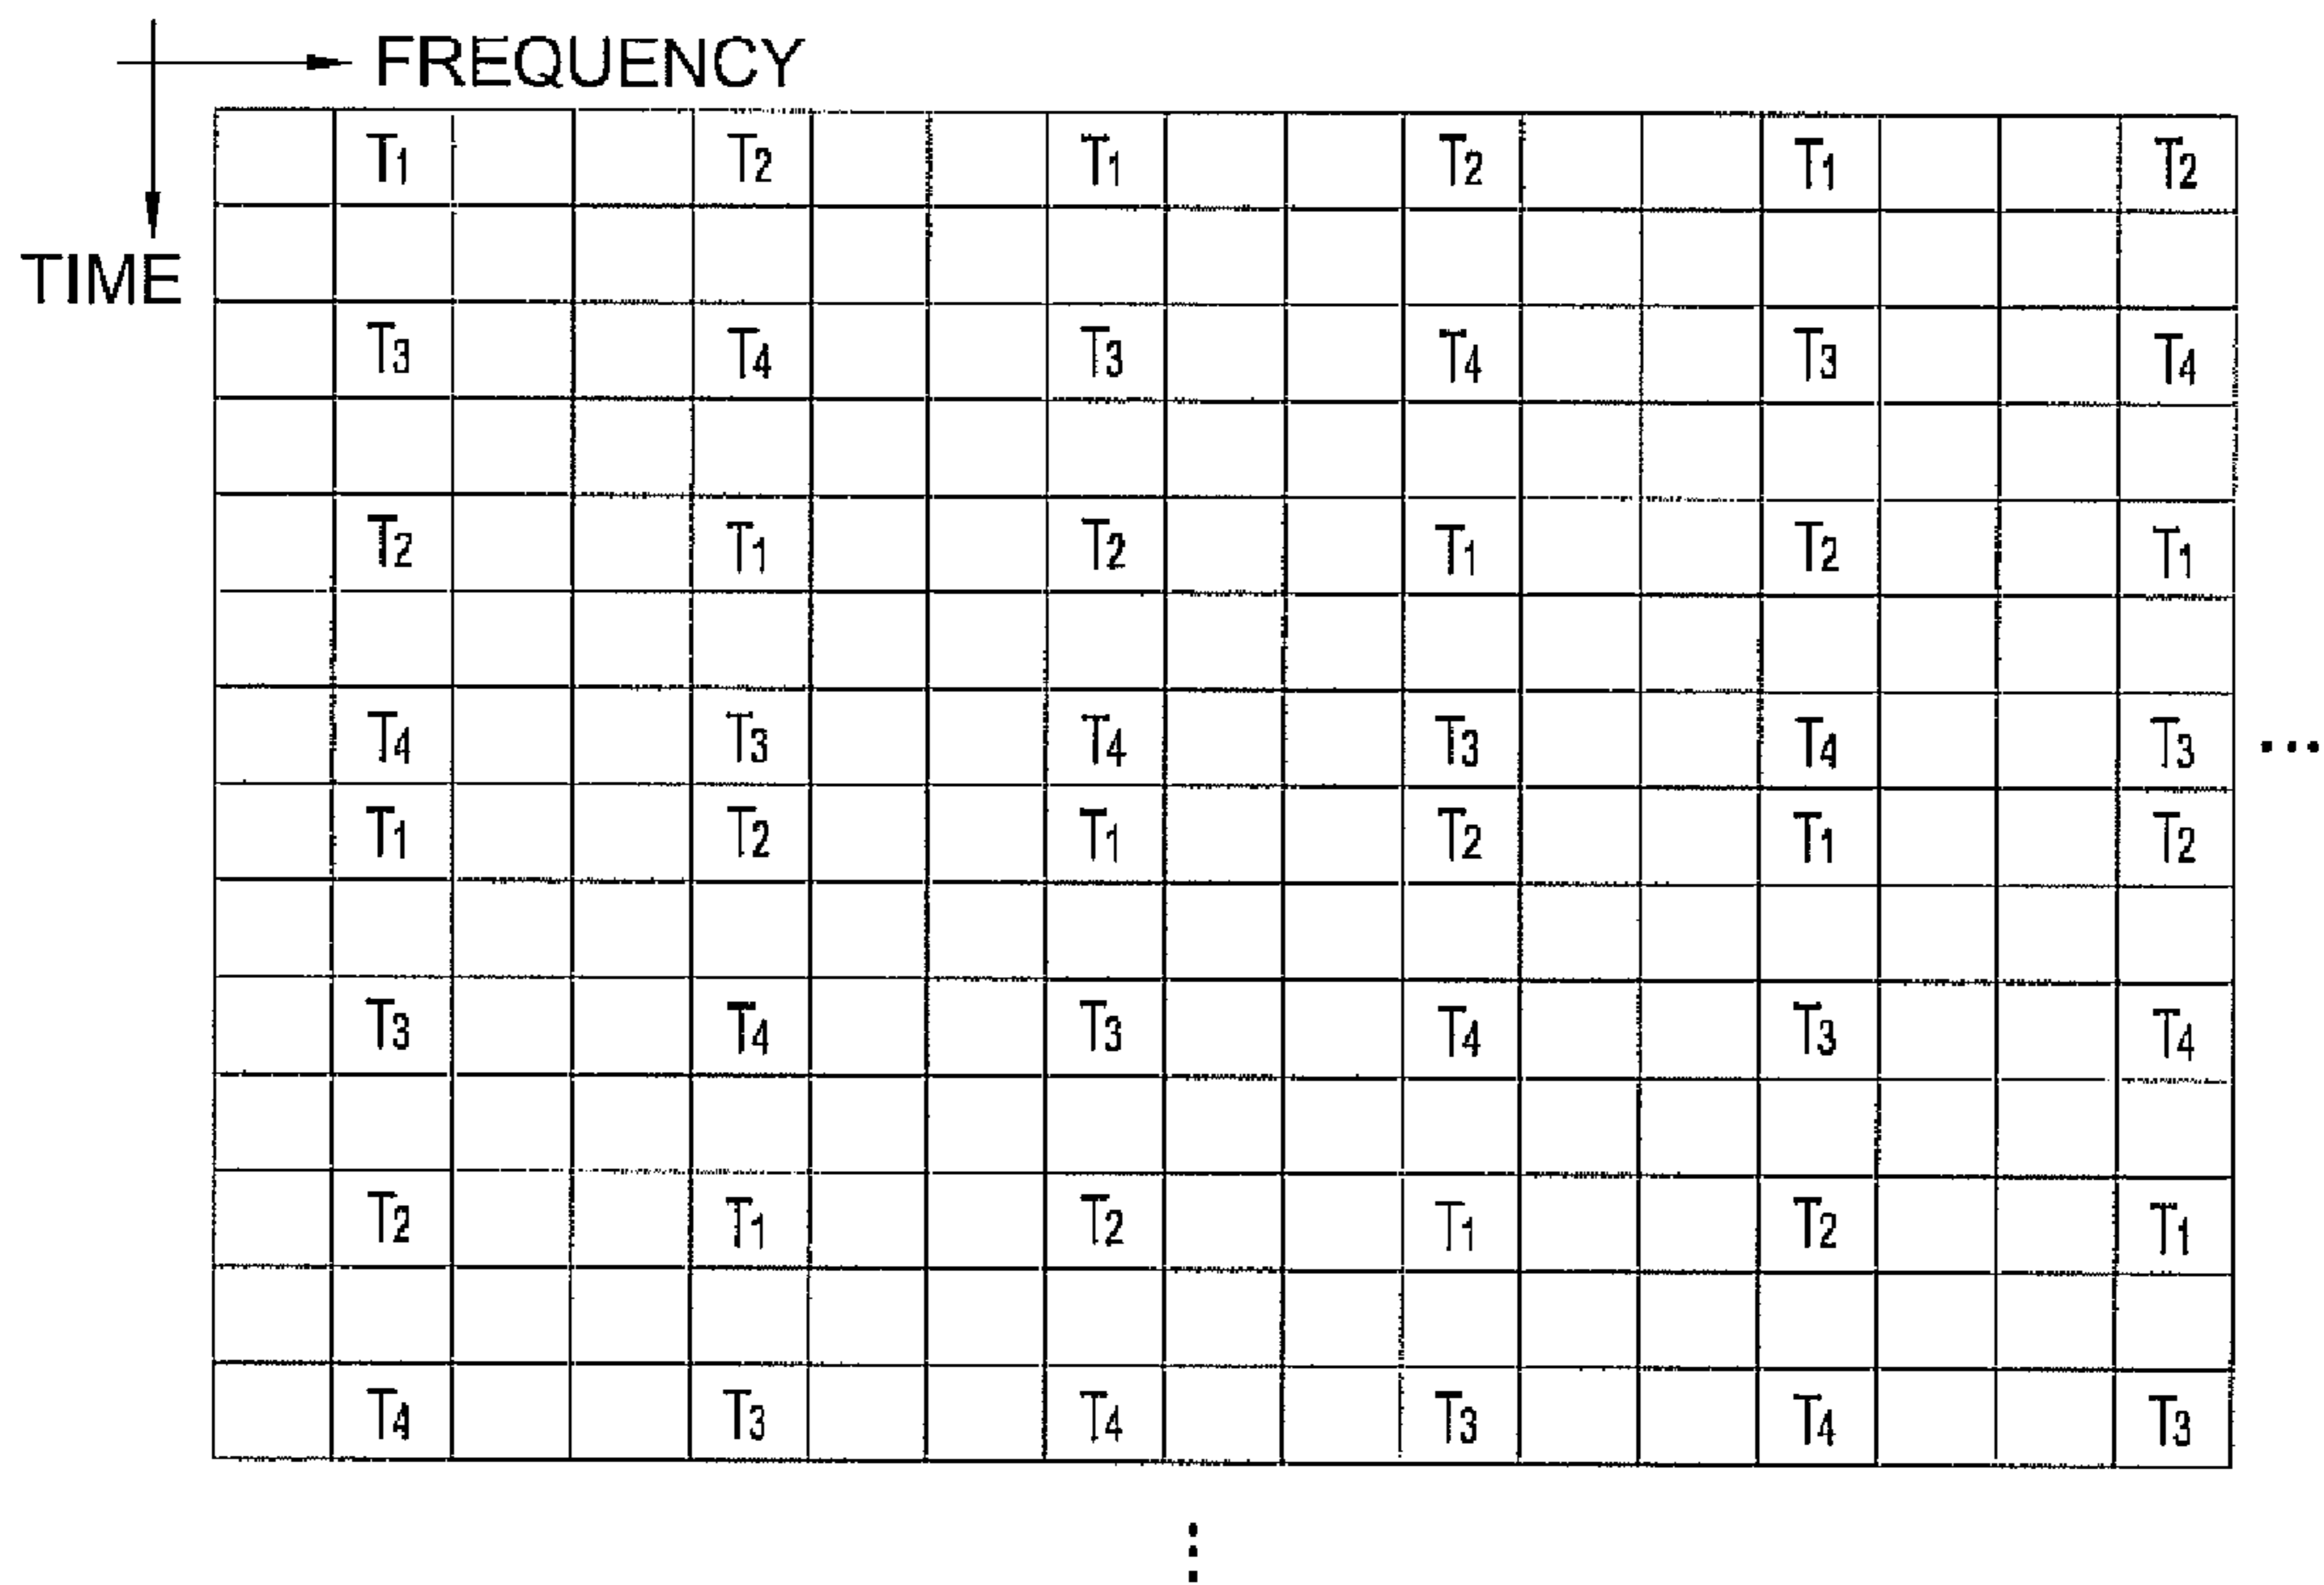 FREQUENCY
TIME
T1 T2 T1 T2 T1 T2
T3 T4 T3 T4 T3 T4
T2 T1 T2 T1 T2 T1
T4 T3 T4 T3 T4 T3 ...
T1 T2 T1 T2 T1 T2
T3 T4 T3 T4 T3 T4
T2 T1 T2 T1 T2 T1
T4 T3 T4 T3 T4 T3
⋮